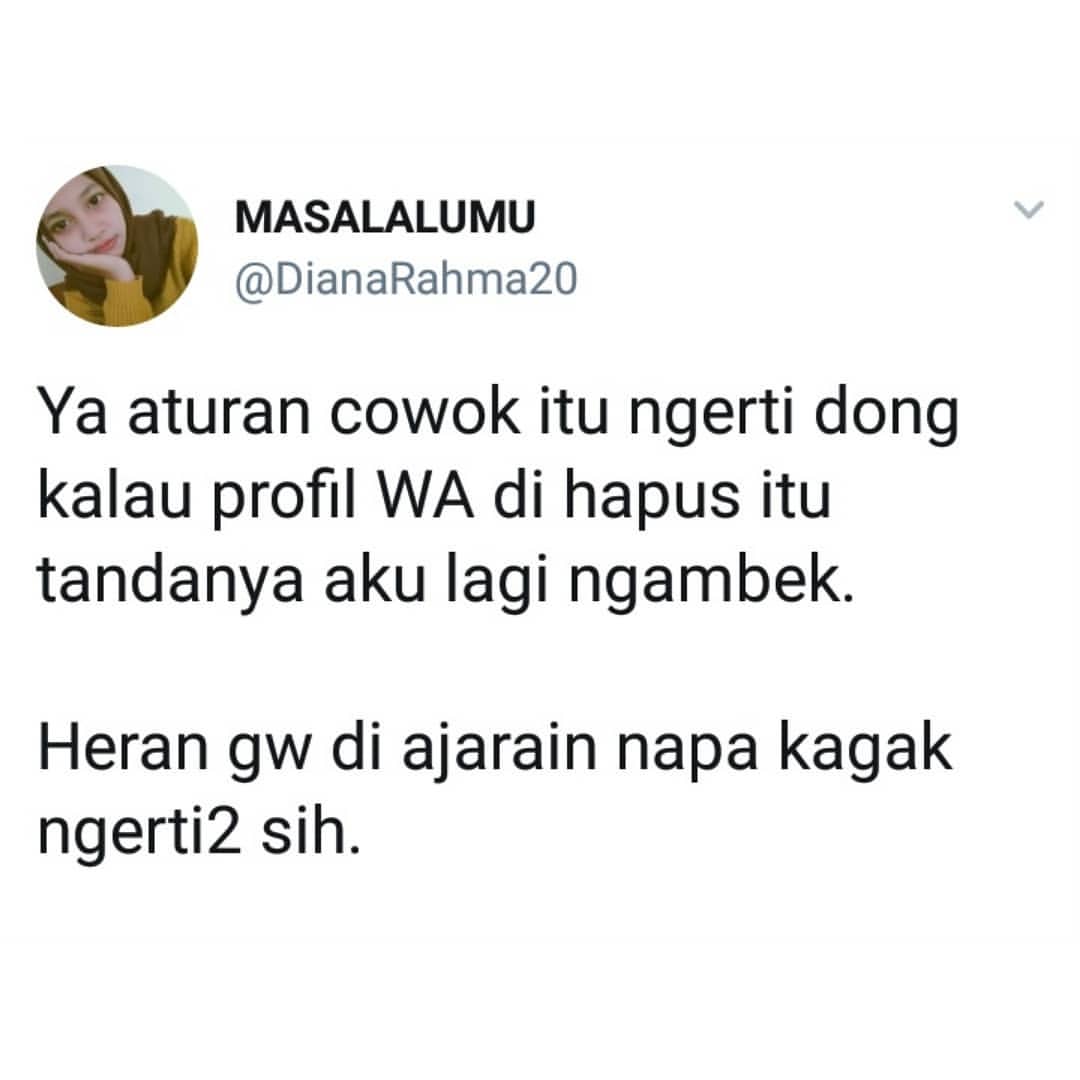 MASALALUMU
@DianaRahma20
Ya aturan cowok itu ngerti dong
kalau profil WA di hapus itu
tandanya aku lagi ngambek.
Heran gw di ajarain napa kagak
ngerti2 sih.